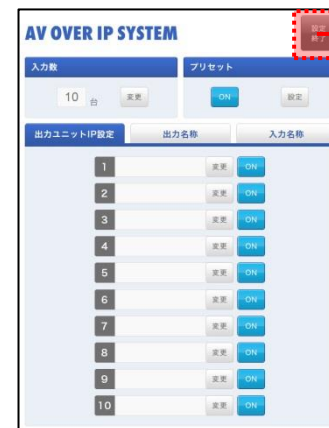 AV OVER IP SYSTEM
設定
終了
入力数
プリセット
10 台 変更
ON 設定
出力ユニットIP設定 出力名称 入力名称
1 変更 ON
2 変更 ON
3 変更 ON
4 変更 ON
5 変更 ON
6 変更 ON
7 変更 ON
8 変更 ON
9 変更 ON
10 変更 ON